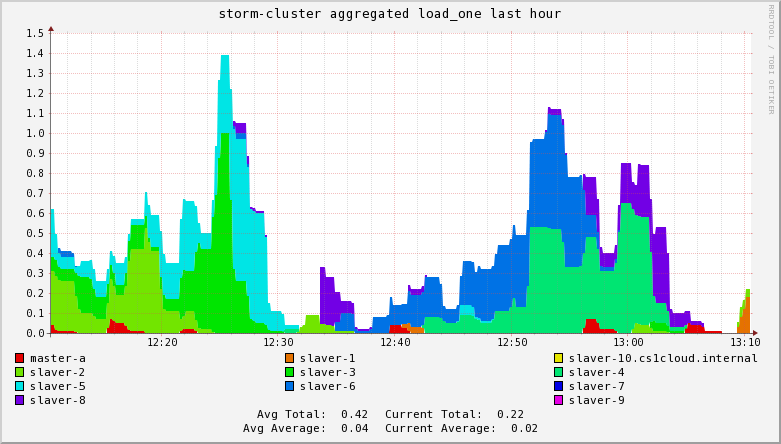 storm-cluster aggregated load_one last hour
RRDTOOL / TOBI OETIKER
1.5
1.4
1.3
1.2
1.1
1.0
0.9
0.8
0.7
0.6
0.5
0.4
0.3
0.2
0.1
0.0
12:20 12:30 12:40 12:50 13:00 13:10
master-a slaver-1 slaver-10.cs1cloud.internal
slaver-2 slaver-3 slaver-4
slaver-5 slaver-6 slaver-7
slaver-8 slaver-9
Avg Total: 0.42 Current Total: 0.22
Avg Average: 0.04 Current Average: 0.02